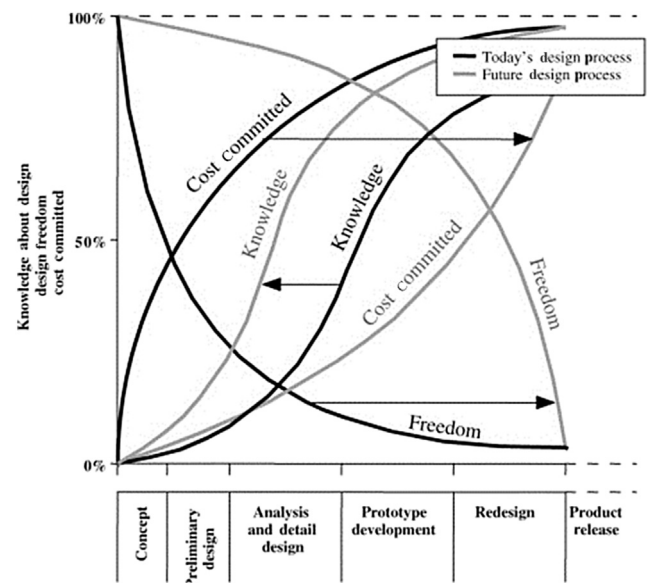 100%
Today's design process
Future design process
Cost committed
Knowledge
Knowledge
50%
Cost committed
Freedom
Freedom
0%
Knowledge about design
design freedom
cost committed
Concept
Preliminary
design
Analysis
and detail
design
Prototype
development
Redesign
Product
release